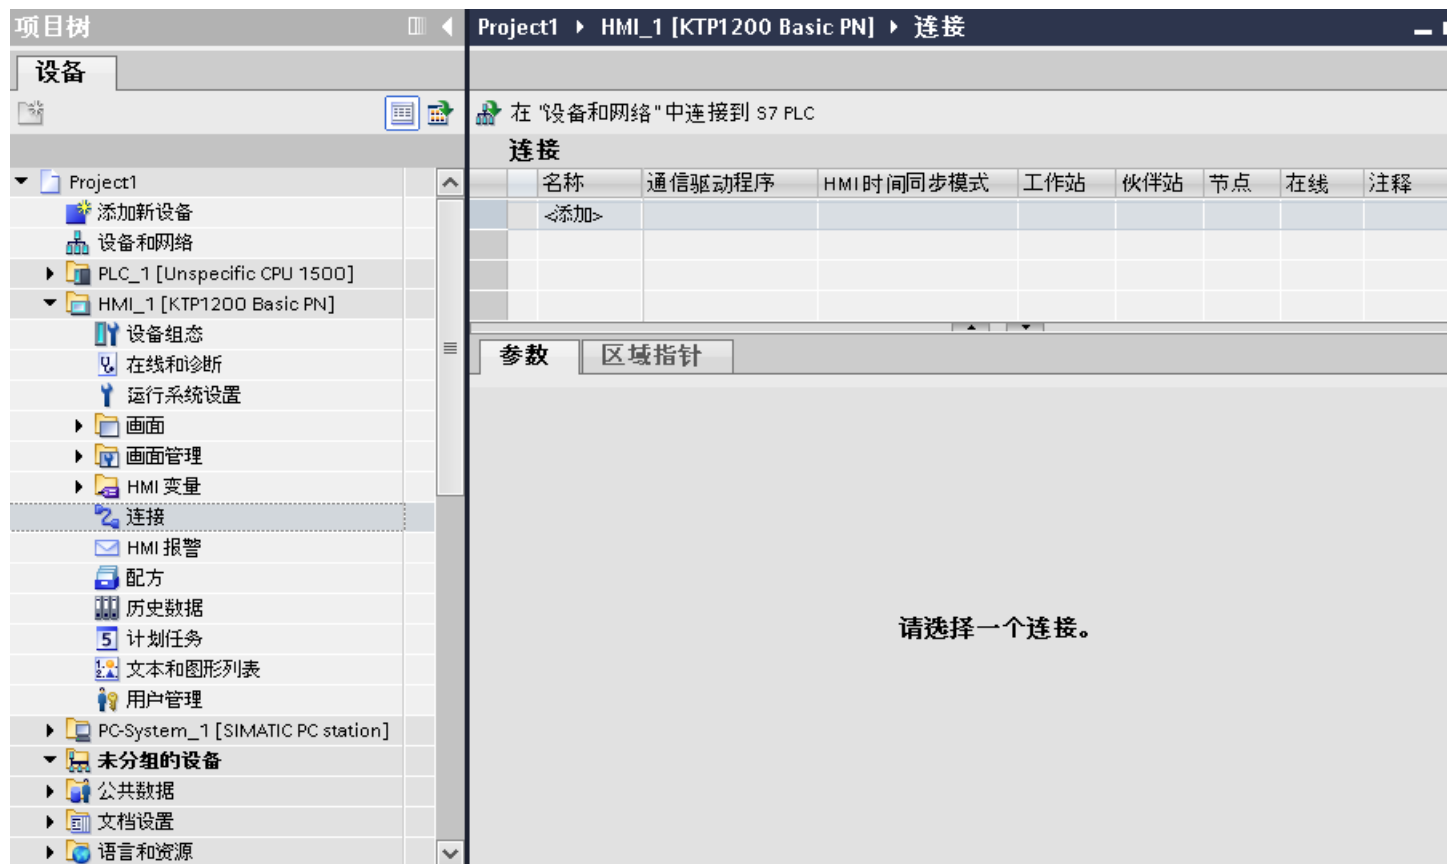 项目树
设备
Project1
添加新设备
设备和网络
PLC_1 [Unspecific CPU 1500]
HMI_1 [KTP1200 Basic PN]
设备组态
在线和诊断
运行系统设置
画面
画面管理
HMI 变量
连接
HMI 报警
配方
历史数据
计划任务
文本和图形列表
用户管理
PC-System_1 [SIMATIC PC station]
未分组的设备
公共数据
文档设置
语言和资源
Project1 ▸ HMI_1 [KTP1200 Basic PN] ▸ 连接
在 "设备和网络" 中连接到 S7 PLC
连接
名称 通信驱动程序 HMI时间同步模式 工作站 伙伴站 节点 在线 注释
<添加>
参数 区域指针
请选择一个连接。